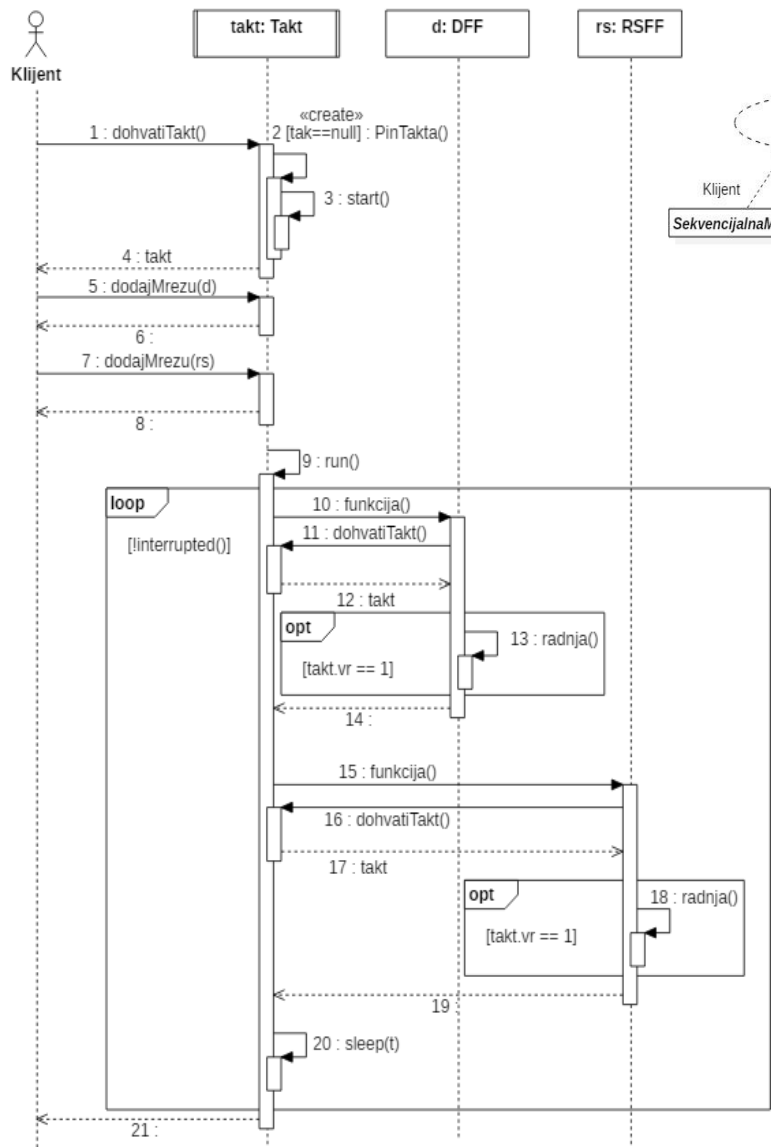 takt: Takt
d: DFF
rs: RSFF
Klijent
«create»
1 : dohvatiTakt()
2 [tak==null] : PinTakta()
3 : start()
4 : takt
5 : dodajMrezu(d)
6 :
7 : dodajMrezu(rs)
8 :
9 : run()
loop
[!interrupted()]
10 : funkcija()
11 : dohvatiTakt()
12 : takt
opt
[takt.vr == 1]
13 : radnja()
14 :
15 : funkcija()
16 : dohvatiTakt()
17 : takt
opt
[takt.vr == 1]
18 : radnja()
19 :
20 : sleep(t)
21 :
Klijent